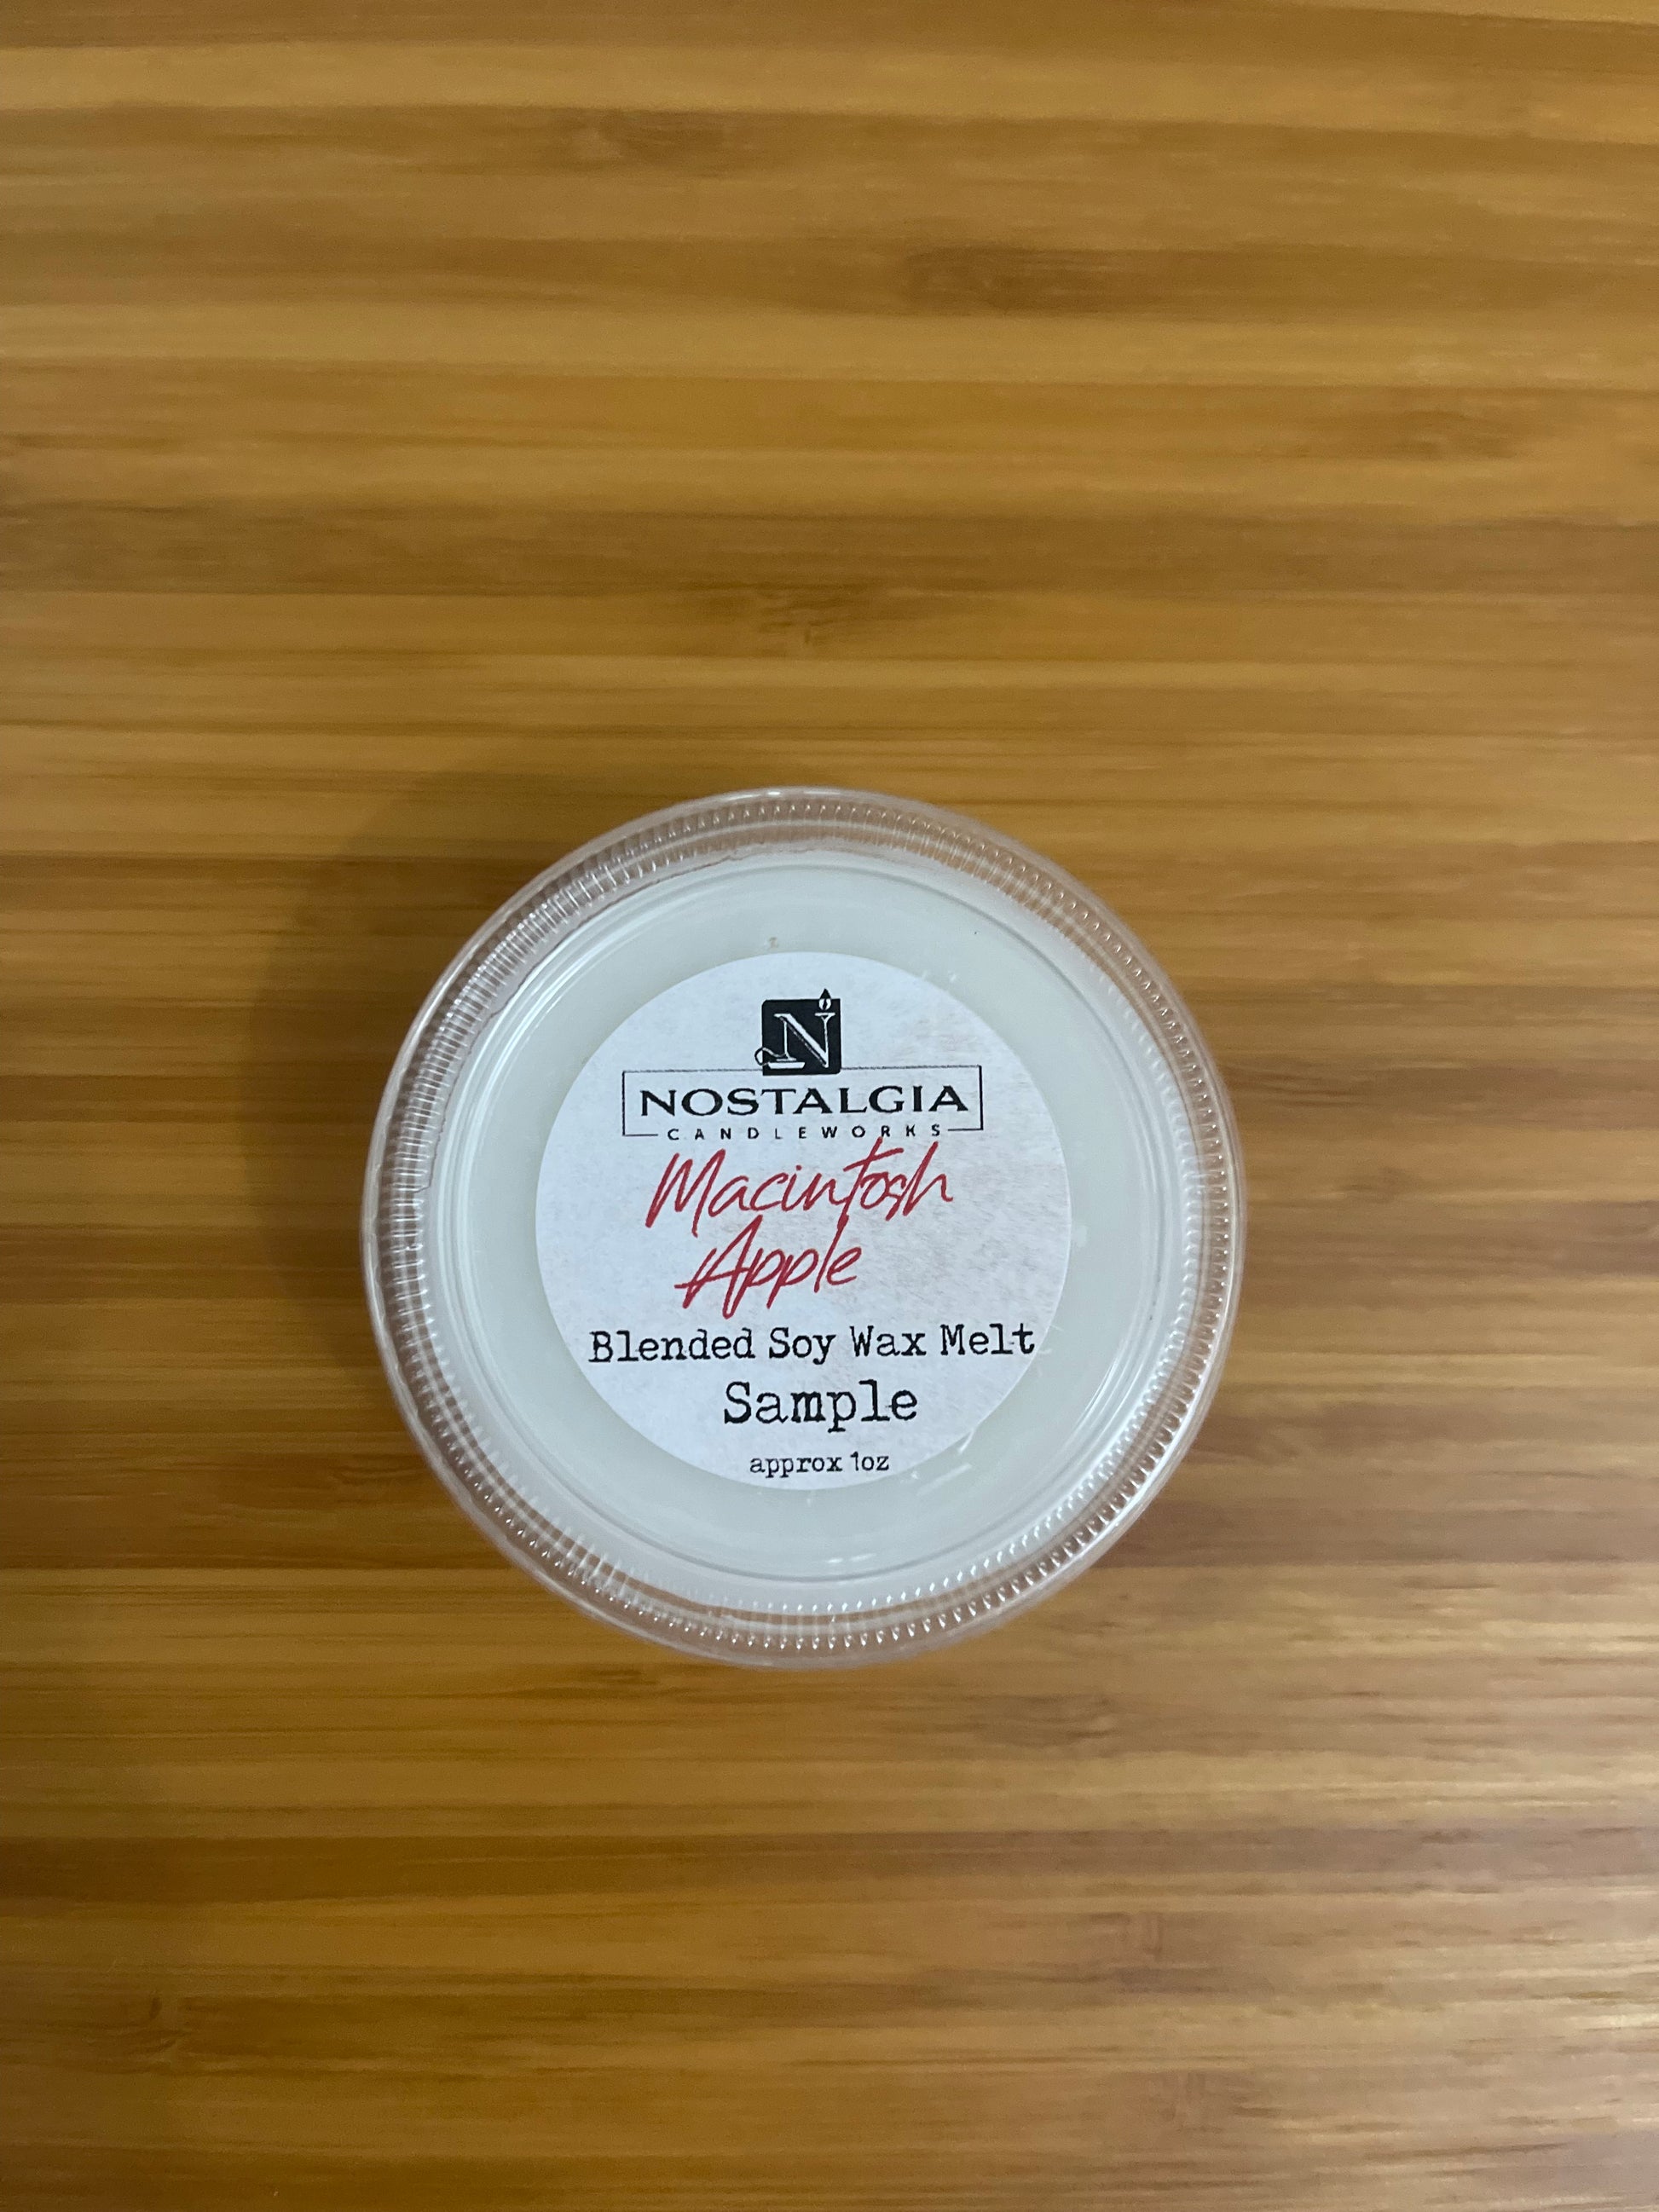 N
NOSTALGIA
CANDLEWORKS
Macintosh
Apple
Blended Soy Wax Melt
Sample
approx 1oz